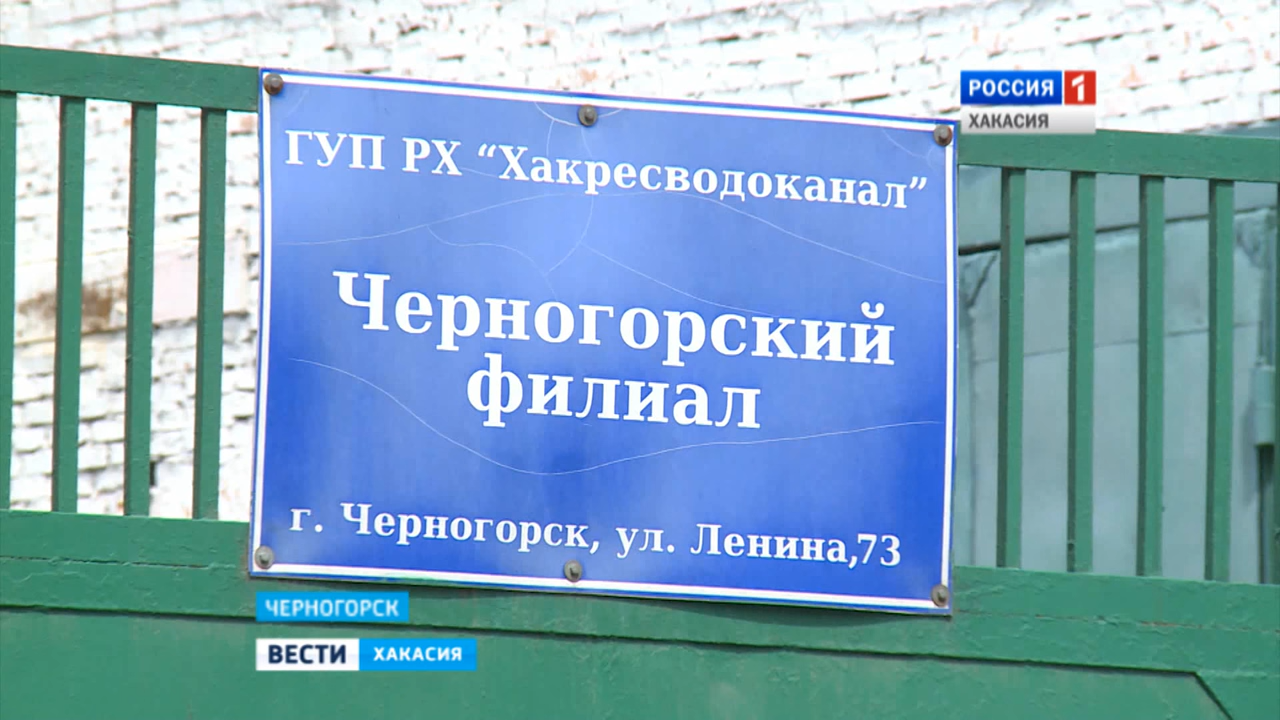 РОССИЯ 1
ХАКАСИЯ
ГУП РХ “Хакресводоканал”
Черногорский
филиал
г. Черногорск, ул. Ленина,73
ЧЕРНОГОРСК
ВЕСТИ ХАКАСИЯ